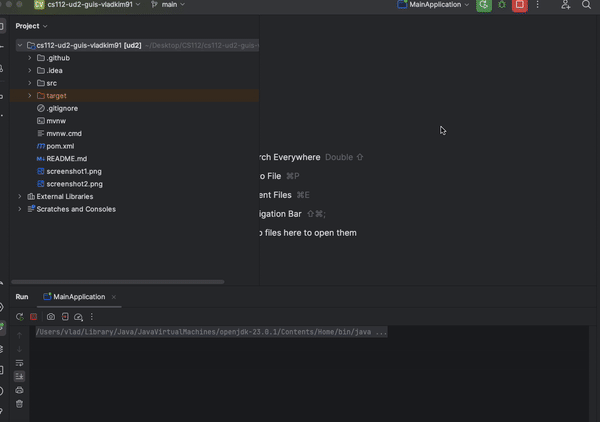 CV cs112-ud2-guis-vladkim91 main MainApplication
Project
cs112-ud2-guis-vladkim91 [ud2] ~/Desktop/CS112/cs112-ud2-guis-
.github
.idea
src
target
.gitignore
mvnw
mvnw.cmd
pom.xml
README.md
screenshot1.png
screenshot2.png
External Libraries
Scratches and Consoles
rch Everywhere Double ⇧
o File ⌘P
ent Files ⌘E
igation Bar ⇧⌘;
files here to open them
Run MainApplication
/Users/vlad/Library/Java/JavaVirtualMachines/openjdk-23.0.1/Contents/Home/bin/java ...